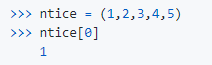 >>> ntice = (1,2,3,4,5)
>>> ntice[0]
1